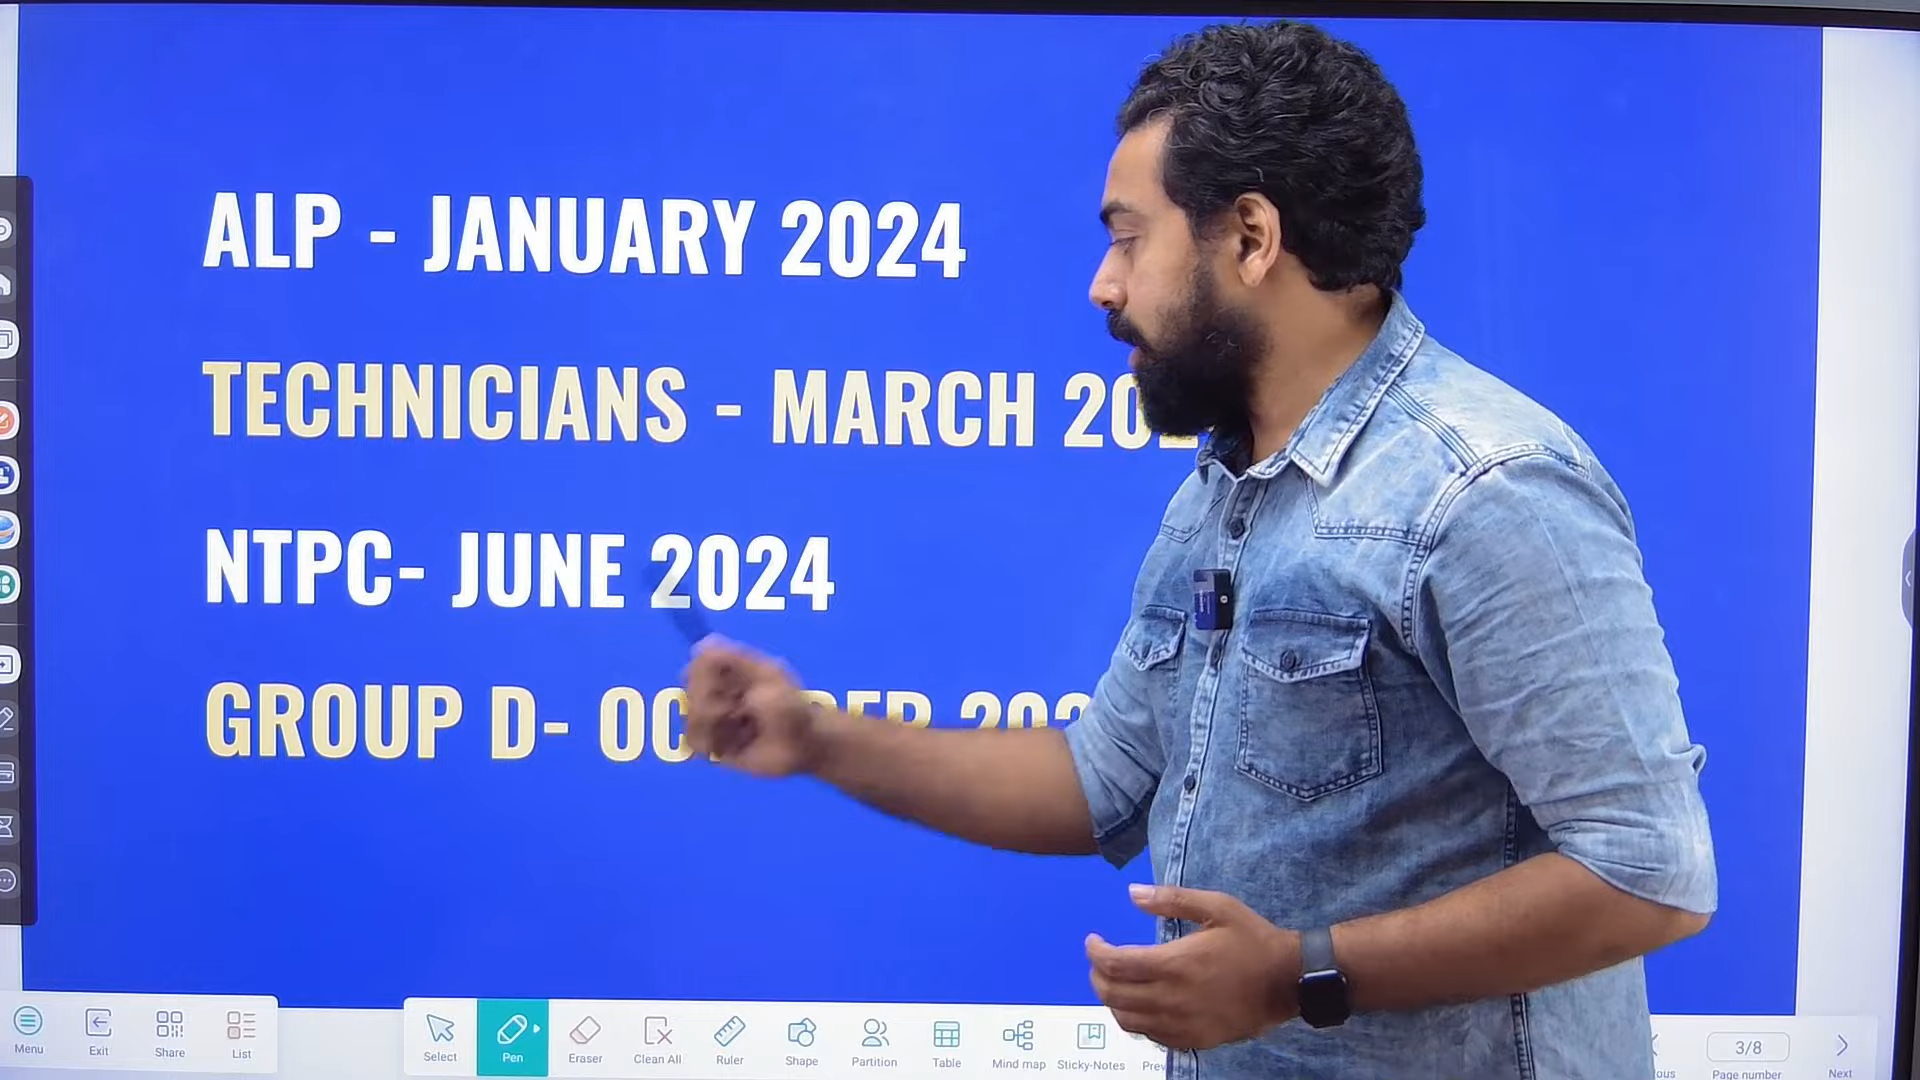 ALP - JANUARY 2024
TECHNICIANS - MARCH
NTPC- JUNE 2024
GROUP D-
Menu
Exit
Share
List
Select
Pen
Eraser
Clean All
Ruler
Shape
Partition
Table
Mind map
Sticky-Notes
3/8
Page number
Next